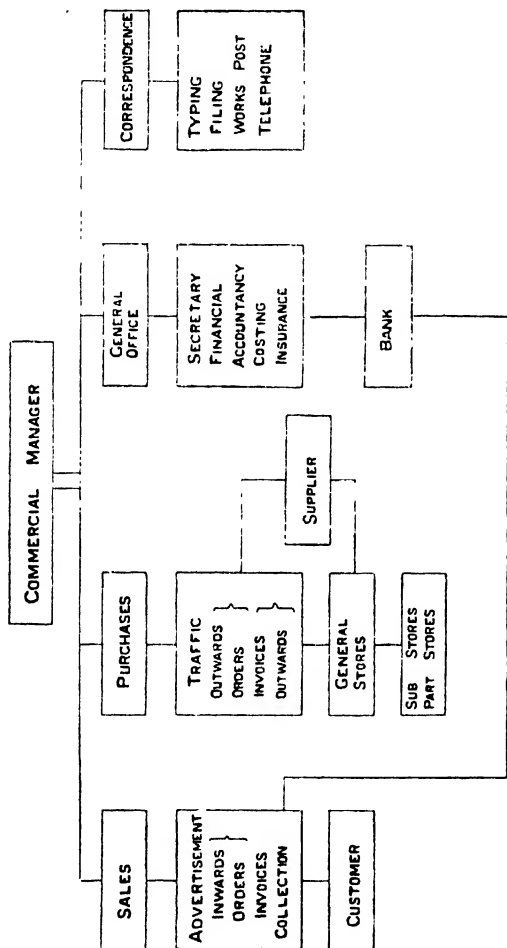 COMMERCIAL MANAGER
SALES
ADVERTISEMENT
INWARDS
ORDERS
INVOICES
COLLECTION
CUSTOMER
PURCHASES
TRAFFIC
OUTWARDS
ORDERS
INVOICES
OUTWARDS
GENERAL
STORES
SUB STORES
PART STORES
SUPPLIER
GENERAL
OFFICE
SECRETARY
FINANCIAL
ACCOUNTANCY
COSTING
INSURANCE
BANK
CORRESPONDENCE
TYPING
FILING
WORKS POST
TELEPHONE